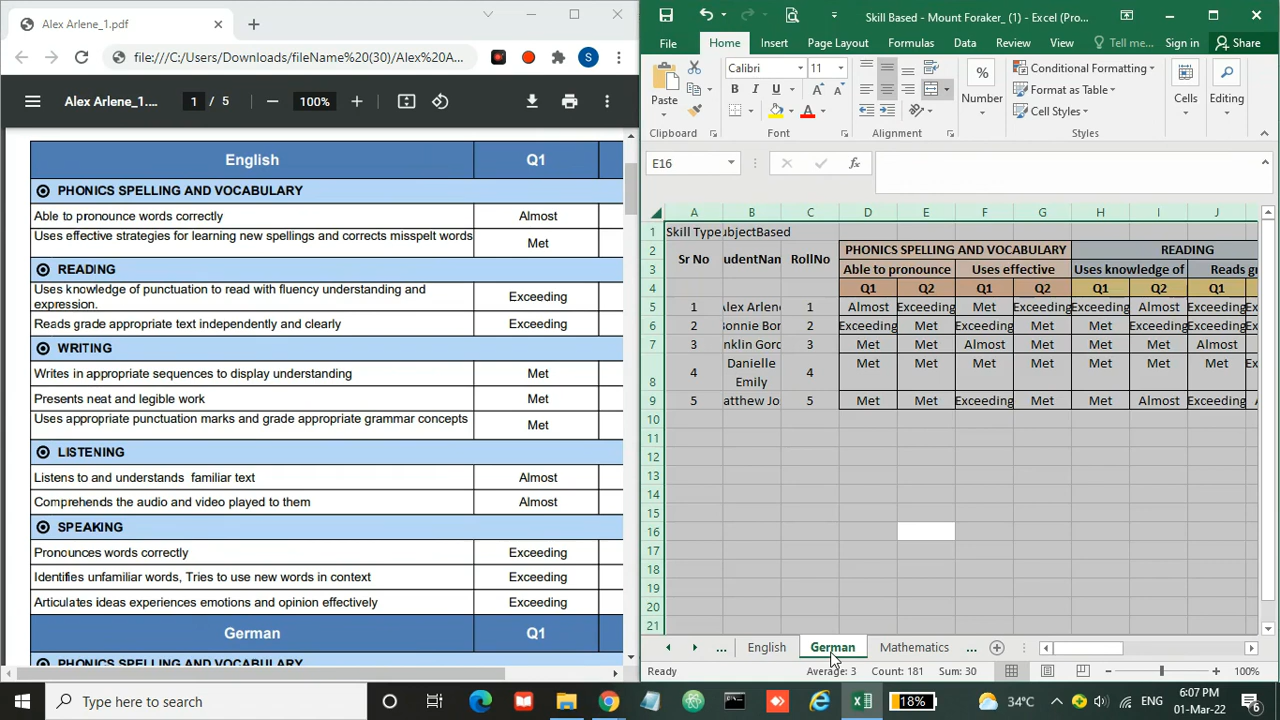 Alex Arlene_1.pdf
file:///C:/Users/Downloads/fileName%20(30)/Alex%20A...
S
Alex Arlene_1....
1 / 5
100%
English Q1
PHONICS SPELLING AND VOCABULARY
Able to pronounce words correctly Almost
Uses effective strategies for learning new spellings and corrects misspelt words Met
READING
Uses knowledge of punctuation to read with fluency understanding and
expression. Exceeding
Reads grade appropriate text independently and clearly Exceeding
WRITING
Writes in appropriate sequences to display understanding Met
Presents neat and legible work Met
Uses appropriate punctuation marks and grade appropriate grammar concepts Met
LISTENING
Listens to and understands familiar text Almost
Comprehends the audio and video played to them Almost
SPEAKING
Pronounces words correctly Exceeding
Identifies unfamiliar words, Tries to use new words in context Exceeding
Articulates ideas experiences emotions and opinion effectively Exceeding
German Q1
PHONICS SPELLING AND VOCABULARY
Skill Based - Mount Foraker_ (1) - Excel (Pro...
File Home Insert Page Layout Formulas Data Review View Tell me... Sign in Share
Paste
Calibri 11
B I U
A A
Number
Conditional Formatting
Format as Table
Cell Styles
Cells
Editing
Clipboard Font Alignment Styles
E16
fx
A B C D E F G H I J
1 Skill Type ubjectBased
2 PHONICS SPELLING AND VOCABULARY READING
Sr No udentNam RollNo
3 Able to pronounce Uses effective Uses knowledge of Reads gr
4 Q1 Q2 Q1 Q2 Q1 Q2 Q1
5 1 Alex Arlene 1 Almost Exceeding Met Exceeding Exceeding Almost Exceeding Ex
6 2 Bonnie Bor 2 Exceeding Met Exceeding Met Met Exceeding Exceeding Ex
7 3 nklin Gord 3 Met Met Almost Met Met Met Almost
8 4 Danielle Emily 4 Met Met Met Met Met Met Met Ex
9 5 atthew Jo 5 Met Met Exceeding Met Met Almost Exceeding A
10
11
12
13
14
15
16
17
18
19
20
21
... English German Mathematics ...
Ready Average: 3 Count: 181 Sum: 30 100%
Type here to search
18%
34°C
ENG
6:07 PM
01-Mar-22
6